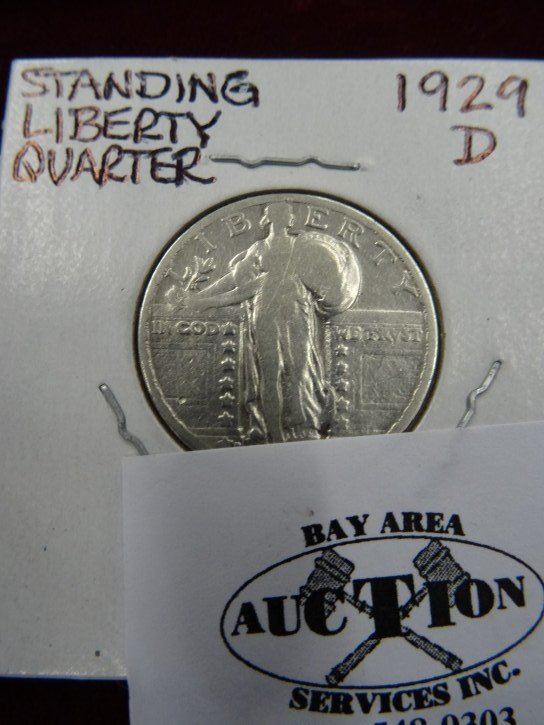 STANDING
LIBERTY
QUARTER
1929
D
LIBERTY
IN GOD WE TRUST
BAY AREA
AUCTION
SERVICES INC.